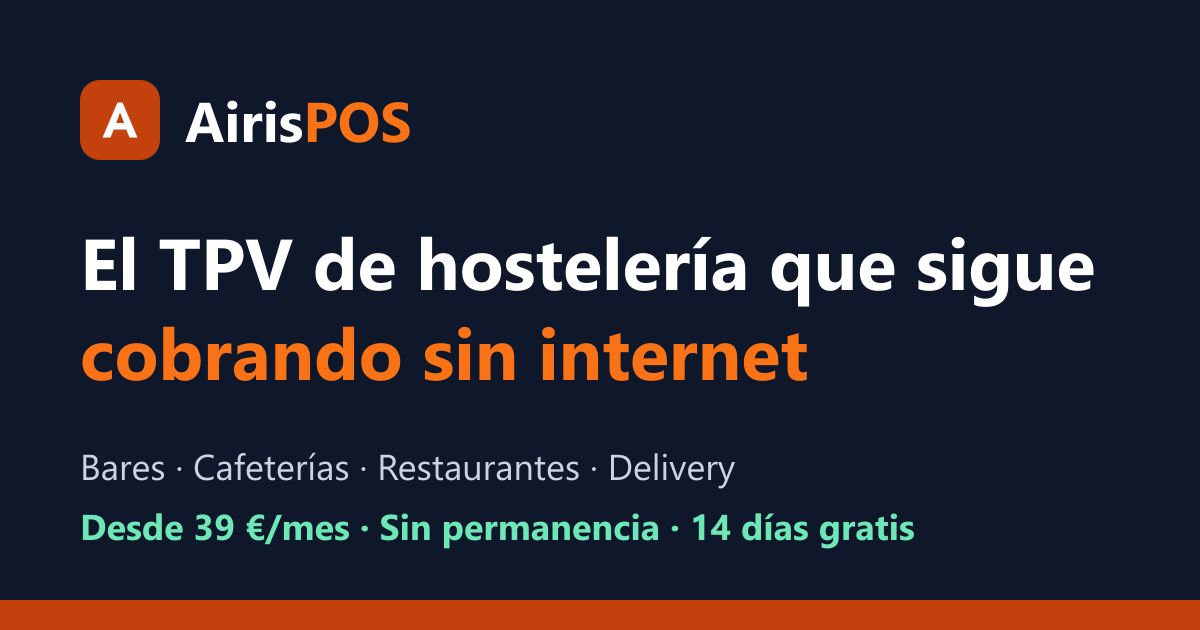 A AirisPOS
El TPV de hostelería que sigue
cobrando sin internet
Bares · Cafeterías · Restaurantes · Delivery
Desde 39 €/mes · Sin permanencia · 14 días gratis